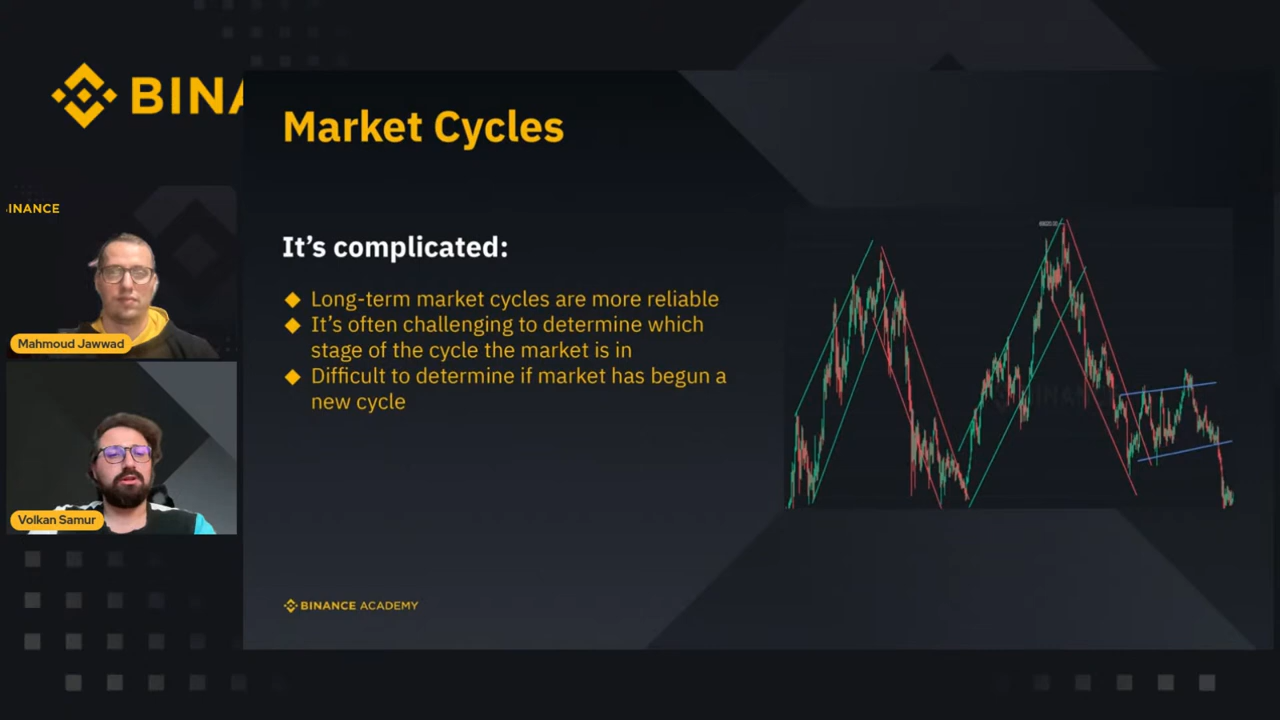 BINA
Market Cycles
BINANCE
Mahmoud Jawwad
Volkan Samur
It's complicated:
Long-term market cycles are more reliable
It's often challenging to determine which
stage of the cycle the market is in
Difficult to determine if market has begun a
new cycle
BINANCE ACADEMY